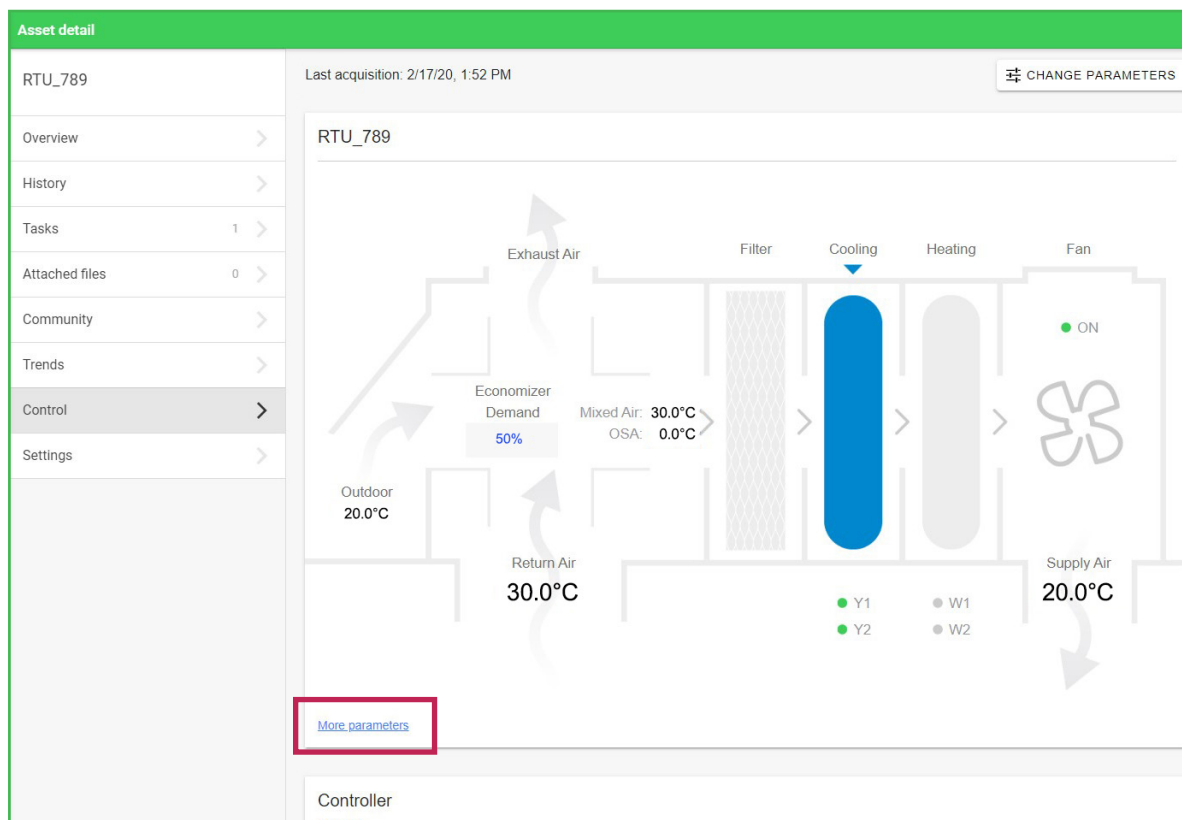 Asset detail
RTU_789
Overview
History
Tasks 1
Attached files 0
Community
Trends
Control
Settings
Last acquisition: 2/17/20, 1:52 PM
CHANGE PARAMETERS
RTU_789
Exhaust Air
Filter
Cooling
Heating
Fan
ON
Economizer
Demand
50%
Mixed Air: 30.0°C
OSA: 0.0°C
Outdoor
20.0°C
Return Air
30.0°C
Y1
Y2
W1
W2
Supply Air
20.0°C
More parameters
Controller